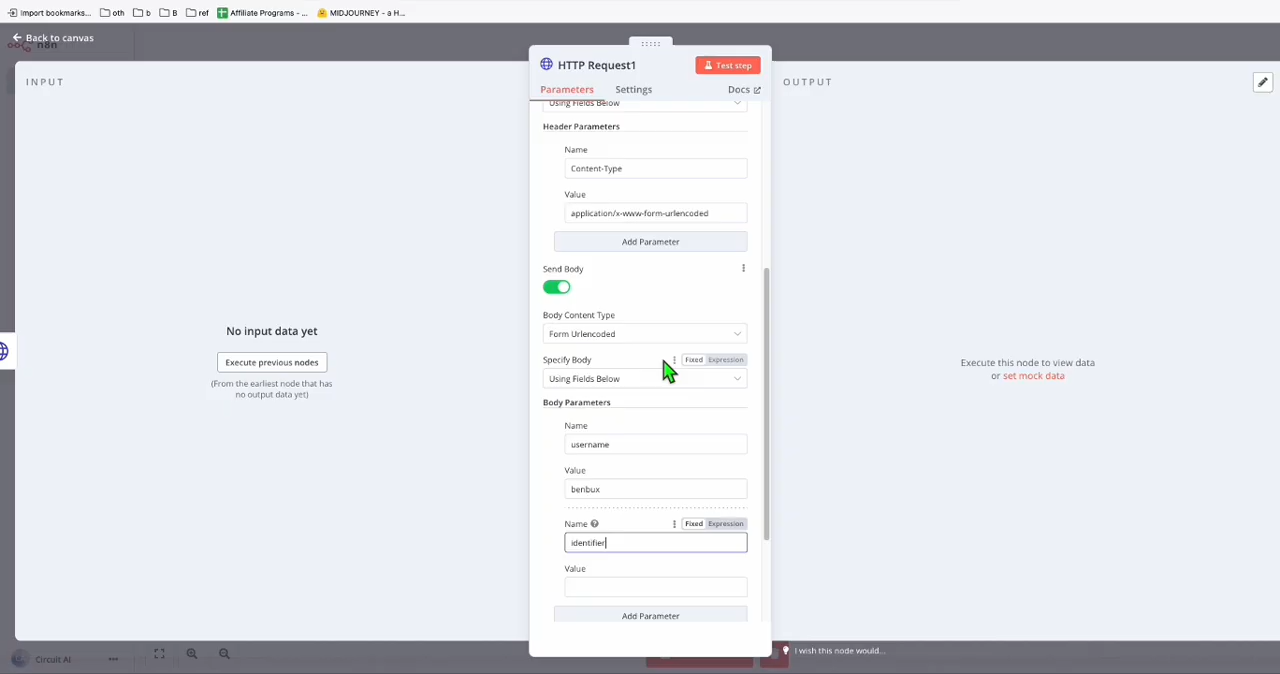 Import bookmarks...
oth
b
B
ref
Affiliate Programs - ...
MIDJOURNEY - a H...
Back to canvas
n8n
INPUT
No input data yet
Execute previous nodes
(From the earliest node that has
no output data yet)
HTTP Request1
Test step
Parameters
Settings
Docs
Using Fields Below
Header Parameters
Name
Content-Type
Value
application/x-www-form-urlencoded
Add Parameter
Send Body
Body Content Type
Form Urlencoded
Specify Body
Fixed
Expression
Using Fields Below
Body Parameters
Name
username
Value
benbux
Name
Fixed
Expression
identifier
Value
Add Parameter
I wish this node would...
OUTPUT
Execute this node to view data
or set mock data
Circuit AI